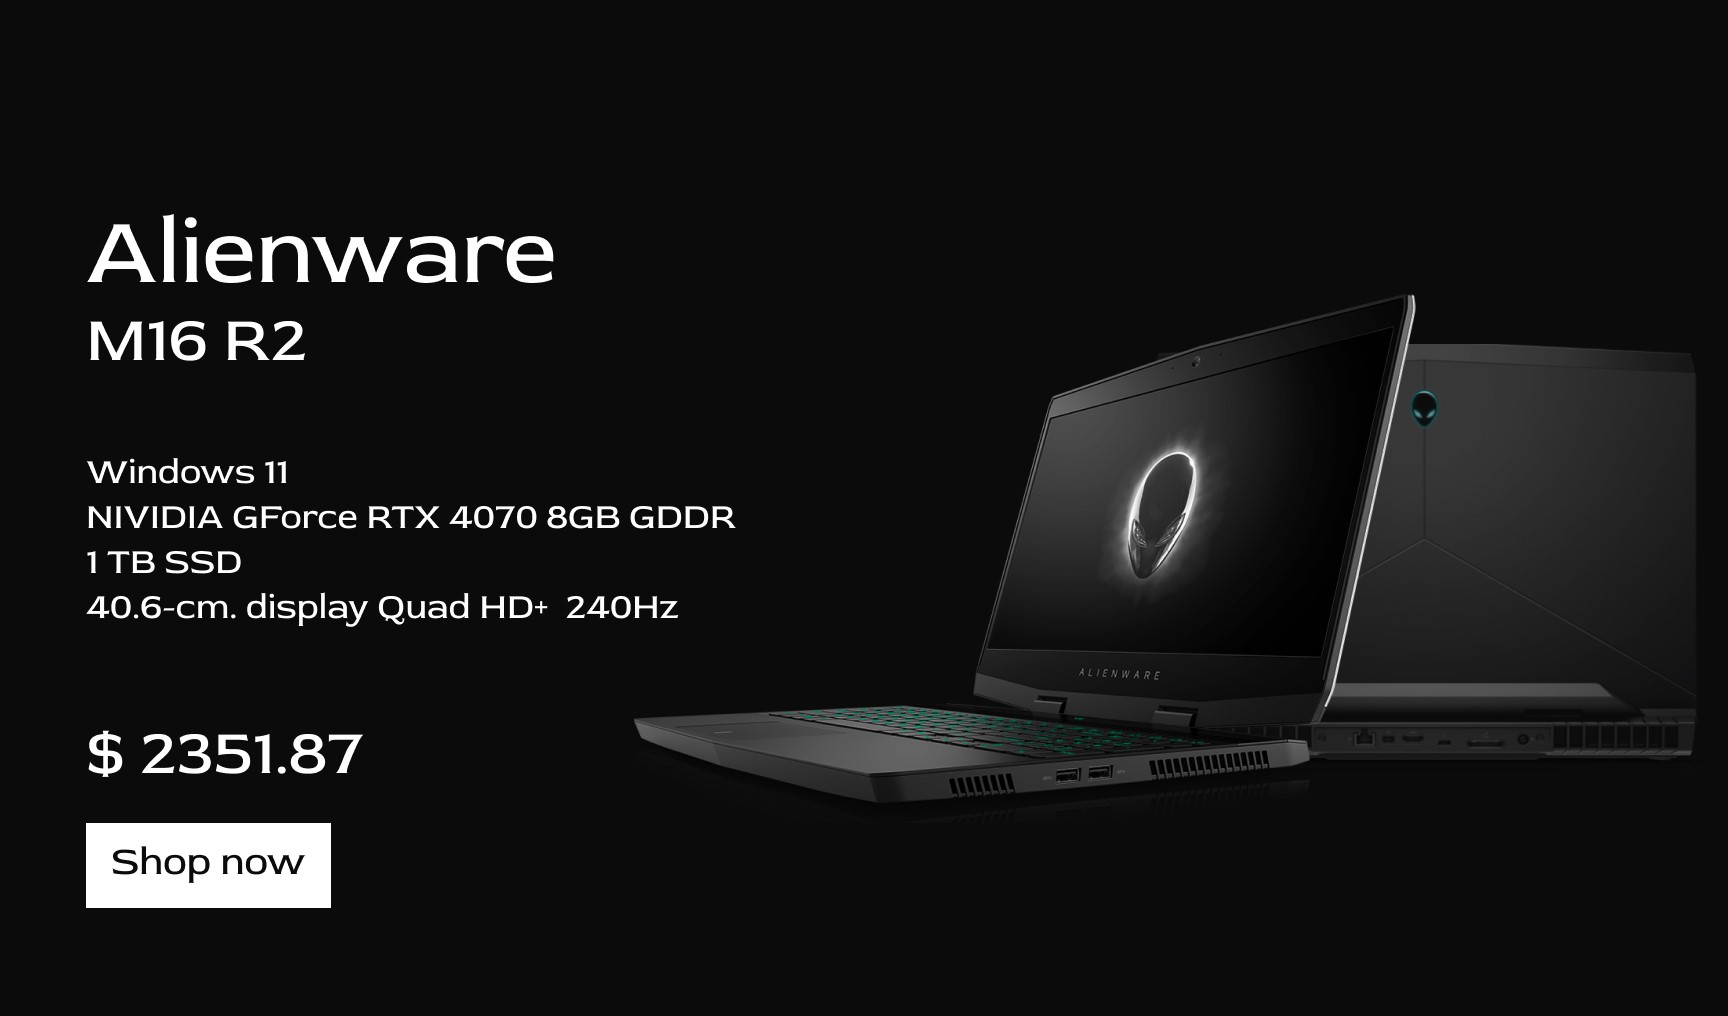 Alienware
M16 R2
Windows 11
NIVIDIA GForce RTX 4070 8GB GDDR
1 TB SSD
40.6-cm. display Quad HD+ 240Hz
$ 2351.87
Shop now
ALIENWARE